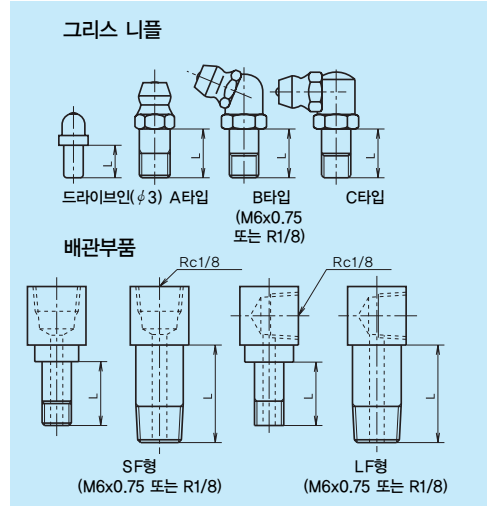 그리스 니플
L
L
L
L
드라이브인(ϕ3) A타입 B타입 C타입
(M6x0.75
또는 R1/8)
배관부품
Rc1/8 Rc1/8
L
L
L
L
SF형 LF형
(M6x0.75 또는 R1/8) (M6x0.75 또는 R1/8)